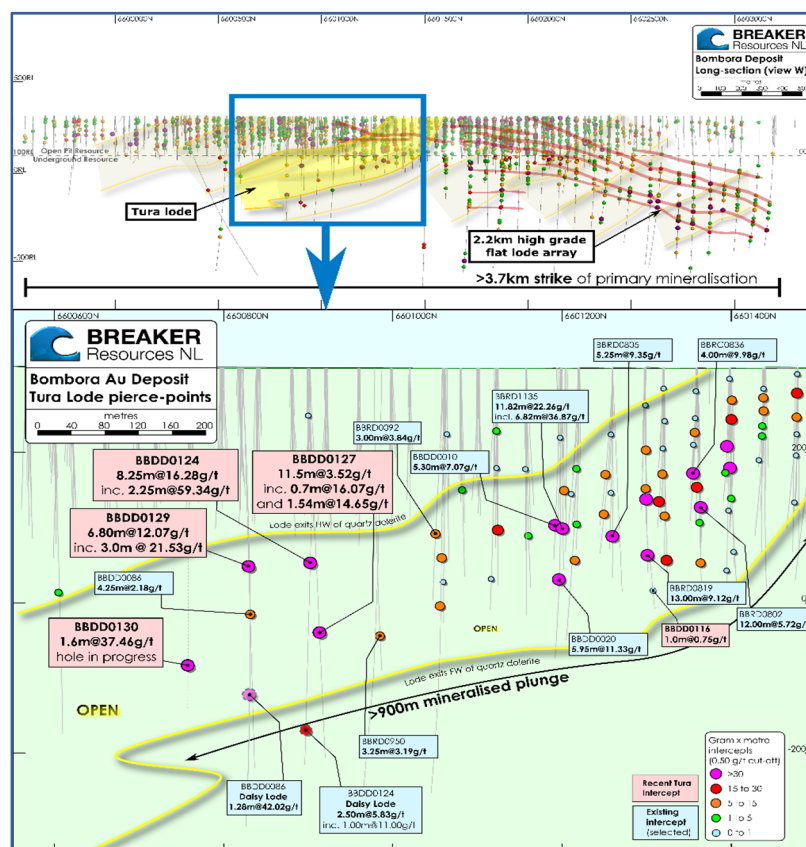 6600000N 6600500N 6601000N 6601500N 6602000N 6602500N 6603000N
BREAKER
Resources NL
Bombora Deposit
Long-section (view W)
metres
Open Pit Resource
Underground Resource
Tura lode
2.2km high grade
flat lode array
>3.7km strike of primary mineralisation
6600600N 6600800N 6601000N 6601200N 6601400N
BREAKER
Resources NL
Bombora Au Deposit
Tura Lode pierce-points
metres
0 40 80 120 160 200
BBRD0805
5.25m@9.35g/t
BBRC0836
4.00m@9.98g/t
BBRD1135
11.82m@22.26g/t
incl. 6.82m@36.87g/t
BBRD0092
3.00m@3.84g/t
BBDD0010
5.30m@7.07g/t
BBDD0124
8.25m@16.28g/t
inc. 2.25m@59.34g/t
BBDD0127
11.5m@3.52g/t
inc. 0.7m@16.07g/t
and 1.54m@14.65g/t
BBDD0129
6.80m@12.07g/t
inc. 3.0m @ 21.53g/t
Lode exits HW of quartz dolerite
BBDD0086
4.25m@2.18g/t
BBDD0130
1.6m@37.46g/t
hole in progress
OPEN
BBDD0020
5.95m@11.33g/t
BBDD0116
1.0m@0.75g/t
BBRD0819
13.00m@9.12g/t
BBRD0802
12.00m@5.72g/t
Lode exits FW of quartz dolerite
>900m mineralised plunge
OPEN
BBRD0950
3.25m@3.19g/t
BBDD0086
Daisy Lode
1.28m@42.02g/t
BBDD0124
Daisy Lode
2.50m@5.83g/t
inc. 1.00m@11.00g/t
Recent Tura
Intercept
Existing
intercept
(selected)
Gram x metre
intercepts
(0.50 g/t cut-off)
>30
15 to 30
5 to 15
1 to 5
0 to 1